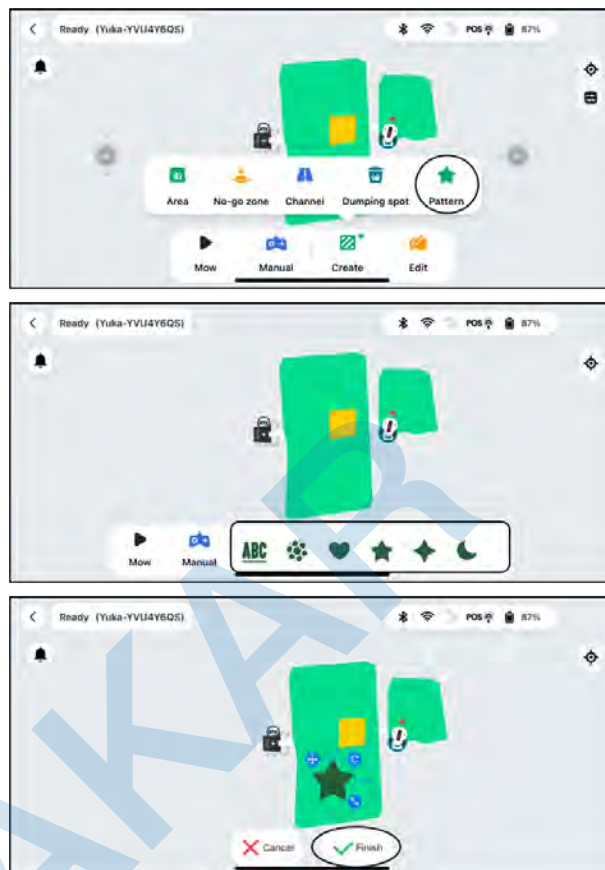 Ready (Yuka-YVU4Y6QS) POS 87%
Area No-go zone Channel Dumping spot Pattern
Mow Manual Create Edit
Ready (Yuka-YVU4Y6QS) POS 87%
Mow Manual ABC
Ready (Yuka-YVU4Y6QS) POS 87%
Cancel Finish
AKAR